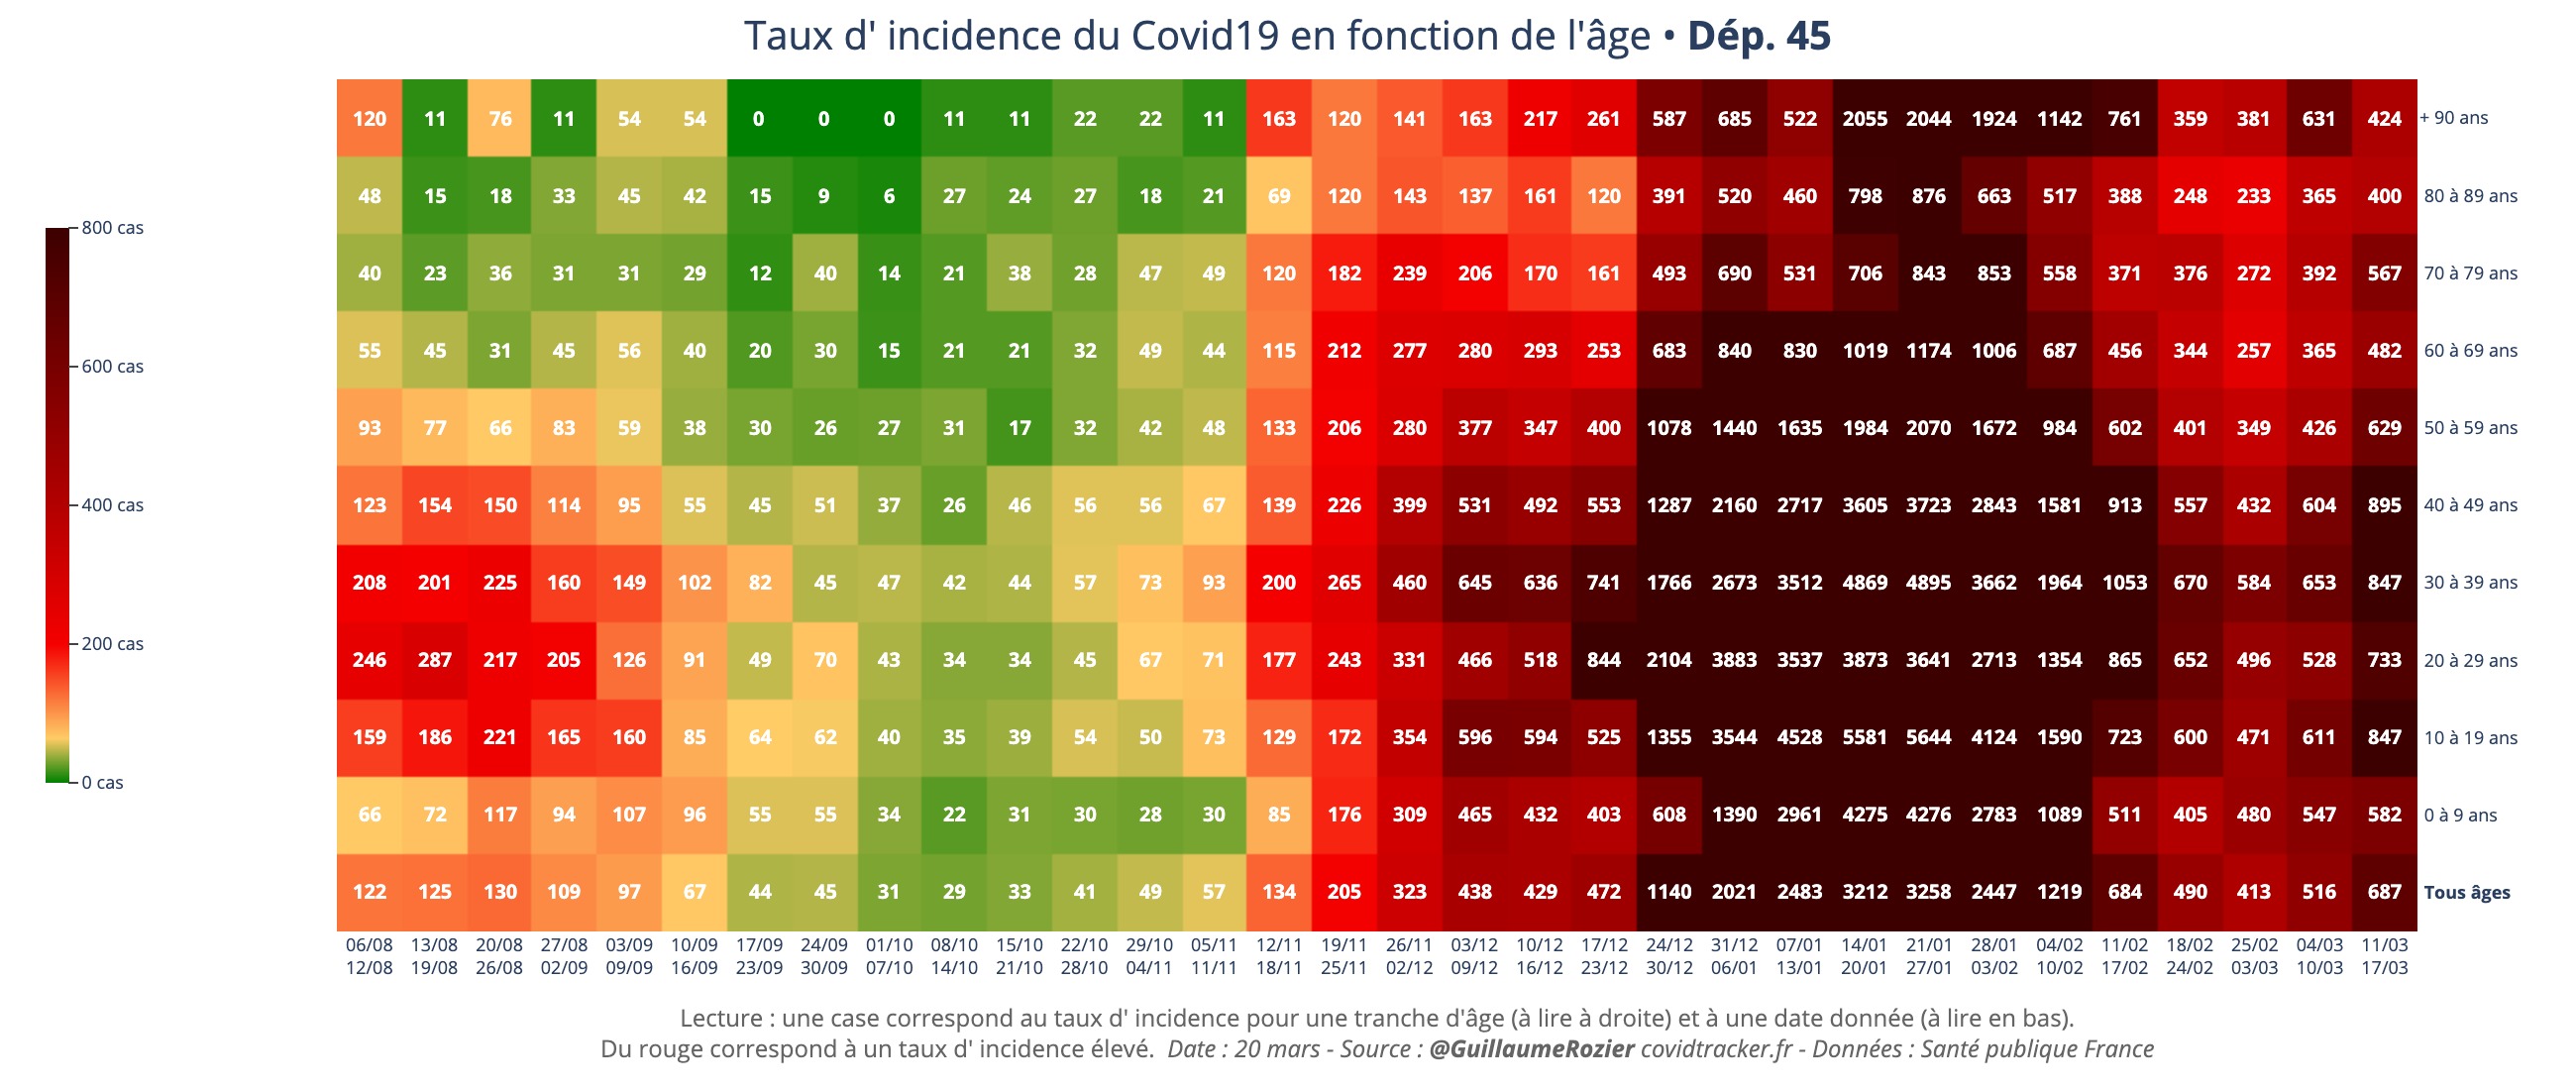 Taux d' incidence du Covid19 en fonction de l'âge • Dép. 45
800 cas
600 cas
400 cas
200 cas
0 cas
120 11 76 11 54 54 0 0 0 11 11 22 22 11 163 120 141 163 217 261 587 685 522 2055 2044 1924 1142 761 359 381 631 424 + 90 ans
48 15 18 33 45 42 15 9 6 27 24 27 18 21 69 120 143 137 161 120 391 520 460 798 876 663 517 388 248 233 365 400 80 à 89 ans
40 23 36 31 31 29 12 40 14 21 38 28 47 49 120 182 239 206 170 161 493 690 531 706 843 853 558 371 376 272 392 567 70 à 79 ans
55 45 31 45 56 40 20 30 15 21 21 32 49 44 115 212 277 280 293 253 683 840 830 1019 1174 1006 687 456 344 257 365 482 60 à 69 ans
93 77 66 83 59 38 30 26 27 31 17 32 42 48 133 206 280 377 347 400 1078 1440 1635 1984 2070 1672 984 602 401 349 426 629 50 à 59 ans
123 154 150 114 95 55 45 51 37 26 46 56 56 67 139 226 399 531 492 553 1287 2160 2717 3605 3723 2843 1581 913 557 432 604 895 40 à 49 ans
208 201 225 160 149 102 82 45 47 42 44 57 73 93 200 265 460 645 636 741 1766 2673 3512 4869 4895 3662 1964 1053 670 584 653 847 30 à 39 ans
246 287 217 205 126 91 49 70 43 34 34 45 67 71 177 243 331 466 518 844 2104 3883 3537 3873 3641 2713 1354 865 652 496 528 733 20 à 29 ans
159 186 221 165 160 85 64 62 40 35 39 54 50 73 129 172 354 596 594 525 1355 3544 4528 5581 5644 4124 1590 723 600 471 611 847 10 à 19 ans
66 72 117 94 107 96 55 55 34 22 31 30 28 30 85 176 309 465 432 403 608 1390 2961 4275 4276 2783 1089 511 405 480 547 582 0 à 9 ans
122 125 130 109 97 67 44 45 31 29 33 41 49 57 134 205 323 438 429 472 1140 2021 2483 3212 3258 2447 1219 684 490 413 516 687 Tous âges
06/08 13/08 20/08 27/08 03/09 10/09 17/09 24/09 01/10 08/10 15/10 22/10 29/10 05/11 12/11 19/11 26/11 03/12 10/12 17/12 24/12 31/12 07/01 14/01 21/01 28/01 04/02 11/02 18/02 25/02 04/03 11/03
12/08 19/08 26/08 02/09 09/09 16/09 23/09 30/09 07/10 14/10 21/10 28/10 04/11 11/11 18/11 25/11 02/12 09/12 16/12 23/12 30/12 06/01 13/01 20/01 27/01 03/02 10/02 17/02 24/02 03/03 10/03 17/03
Lecture : une case correspond au taux d' incidence pour une tranche d'âge (à lire à droite) et à une date donnée (à lire en bas).
Du rouge correspond à un taux d' incidence élevé. Date : 20 mars - Source : @GuillaumeRozier covidtracker.fr - Données : Santé publique France